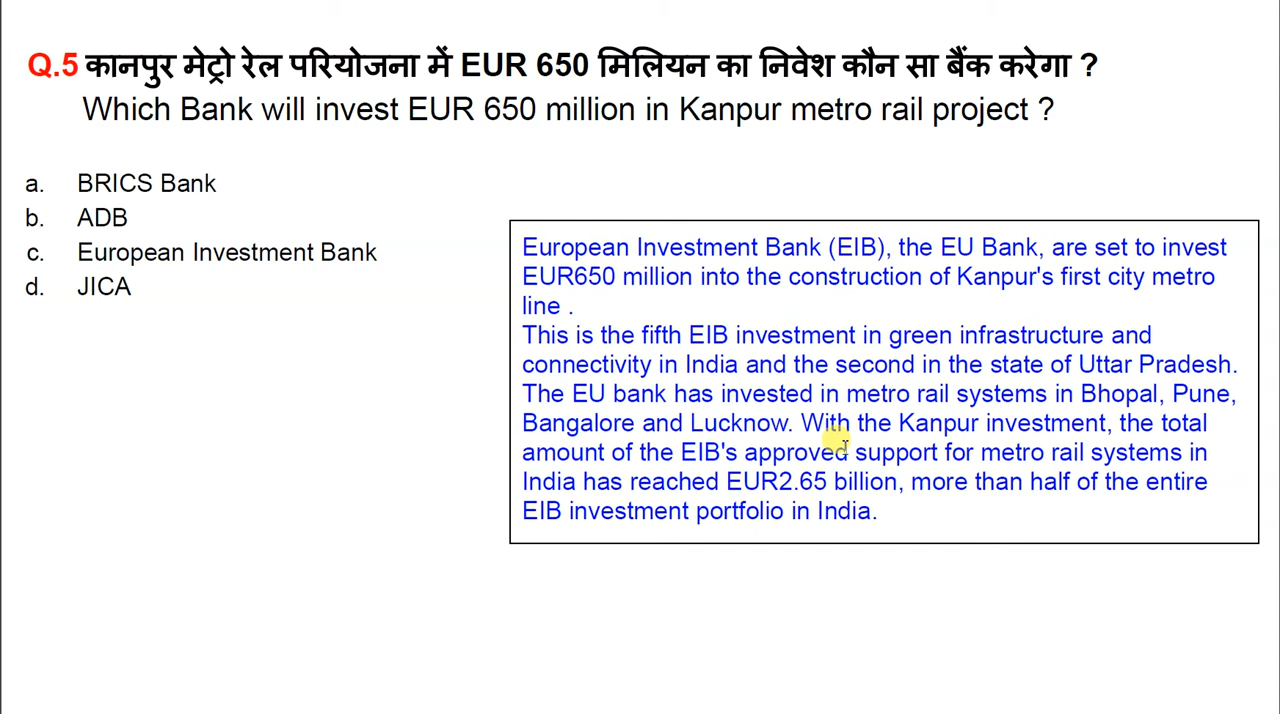 Q.5 कानपुर मेट्रो रेल परियोजना में EUR 650 मिलियन का निवेश कौन सा बैंक करेगा ?
Which Bank will invest EUR 650 million in Kanpur metro rail project ?
a. BRICS Bank
b. ADB
c. European Investment Bank
d. JICA
European Investment Bank (EIB), the EU Bank, are set to invest
EUR650 million into the construction of Kanpur's first city metro
line .
This is the fifth EIB investment in green infrastructure and
connectivity in India and the second in the state of Uttar Pradesh.
The EU bank has invested in metro rail systems in Bhopal, Pune,
Bangalore and Lucknow. With the Kanpur investment, the total
amount of the EIB's approved support for metro rail systems in
India has reached EUR2.65 billion, more than half of the entire
EIB investment portfolio in India.